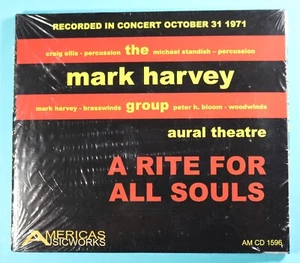 RECORDED IN CONCERT OCTOBER 31 1971
craig ellis - percussion the michael standish - percussion
mark harvey
mark harvey - brasswinds group peter h. bloom - woodwinds
aural theatre
A RITE FOR
ALL SOULS
AMERICAS
MUSICWORKS
AM CD 1596